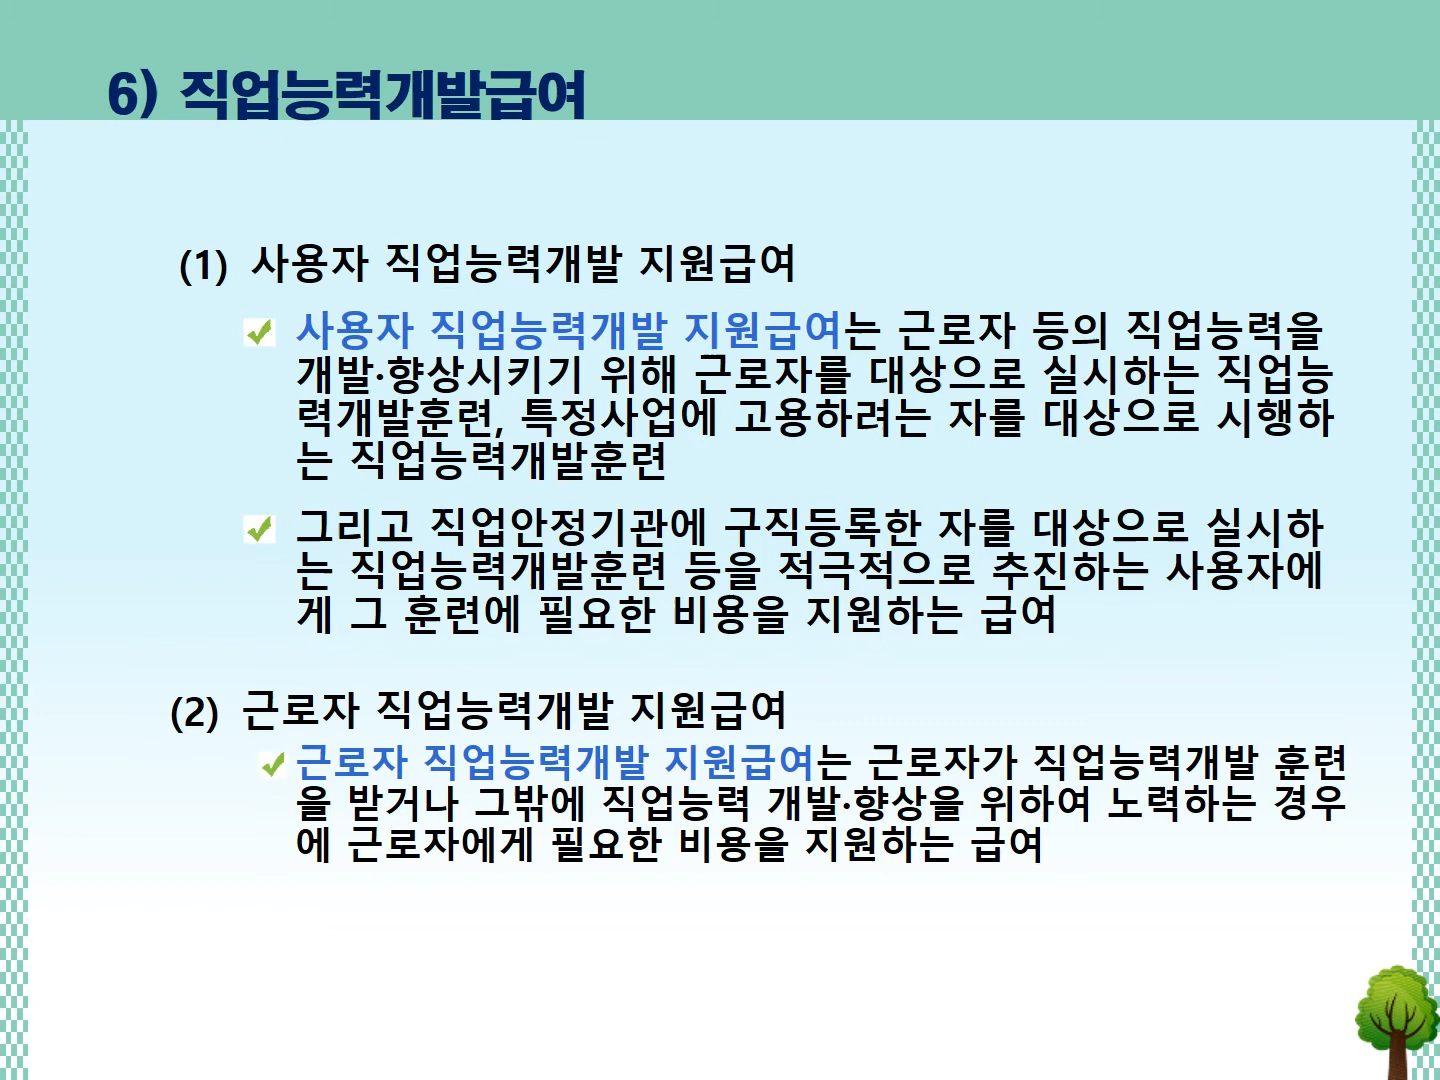 6) 직업능력개발급여
(1) 사용자 직업능력개발 지원급여
사용자 직업능력개발 지원급여는 근로자 등의 직업능력을
개발·향상시키기 위해 근로자를 대상으로 실시하는 직업능
력개발훈련, 특정사업에 고용하려는 자를 대상으로 시행하
는 직업능력개발훈련
그리고 직업안정기관에 구직등록한 자를 대상으로 실시하
는 직업능력개발훈련 등을 적극적으로 추진하는 사용자에
게 그 훈련에 필요한 비용을 지원하는 급여
(2) 근로자 직업능력개발 지원급여
근로자 직업능력개발 지원급여는 근로자가 직업능력개발 훈련
을 받거나 그밖에 직업능력 개발·향상을 위하여 노력하는 경우
에 근로자에게 필요한 비용을 지원하는 급여